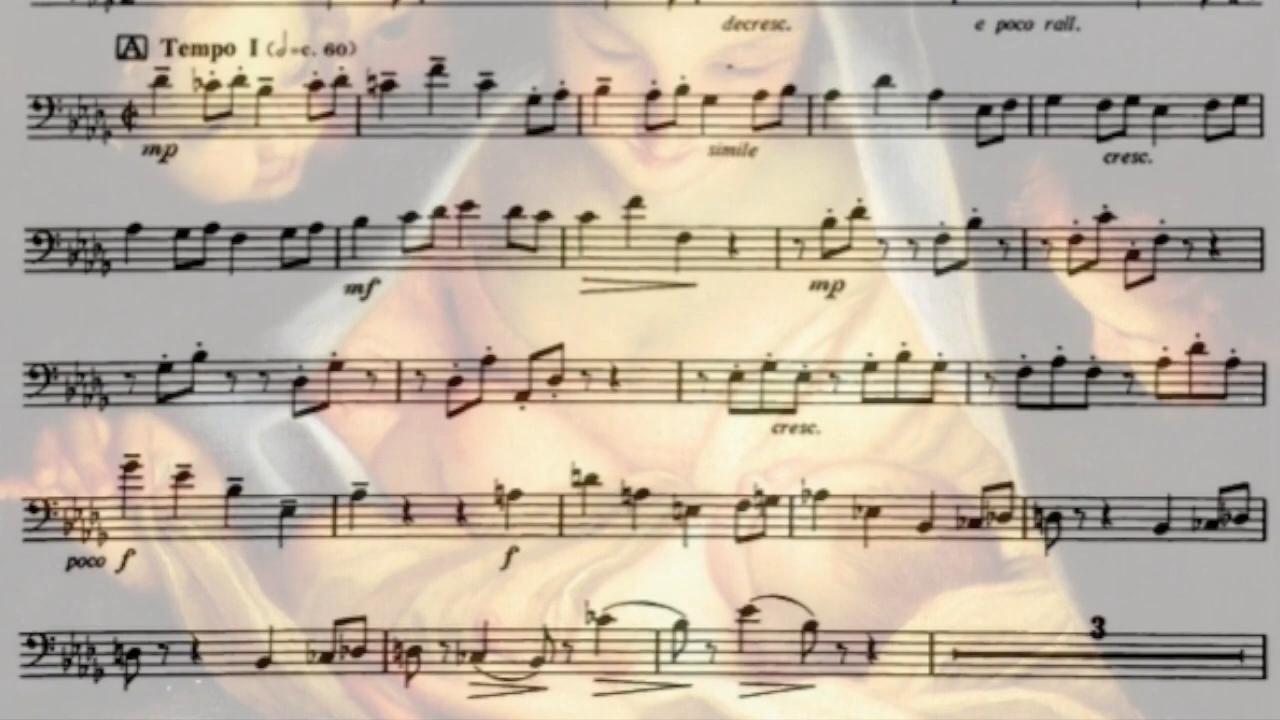 decresc. e poco rall.
A Tempo I (𝅗𝅥=c. 60)
mp simile cresc.
mf mp
cresc.
poco f f
3